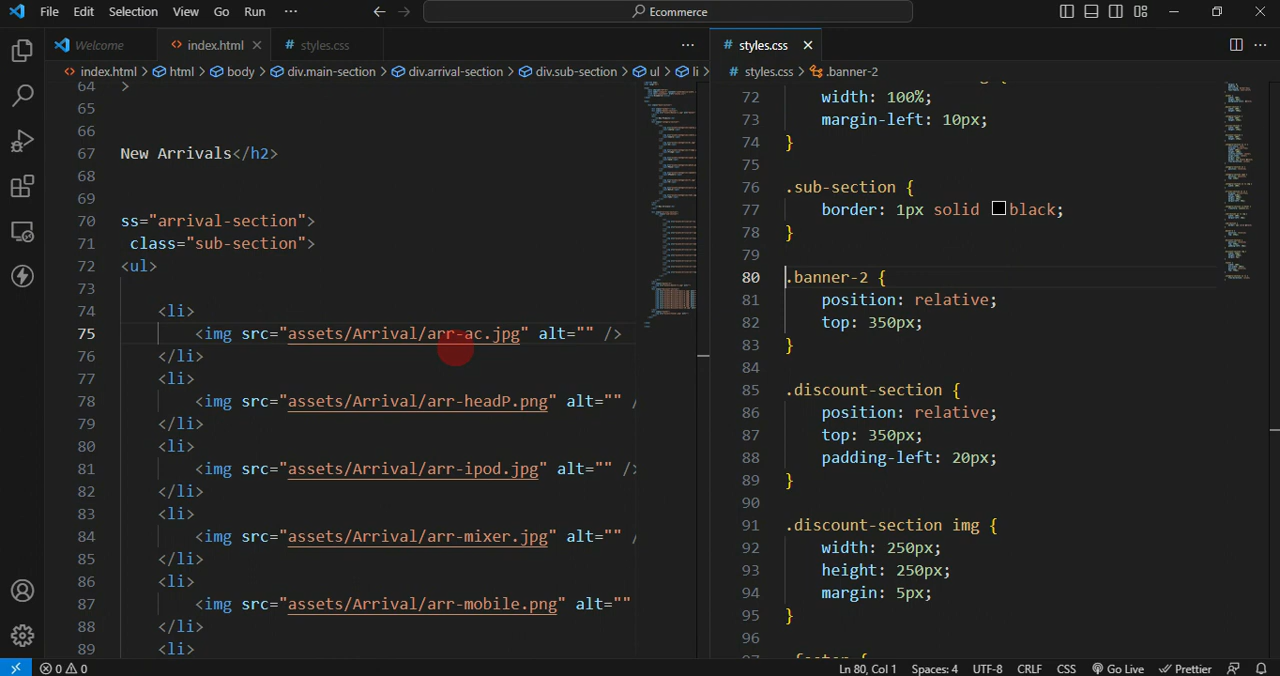 File Edit Selection View Go Run ··· Ecommerce
Welcome index.html styles.css ···
index.html > html > body > div.main-section > div.arrival-section > div.sub-section > ul > li >
64 >
65
66
67 New Arrivals</h2>
68
69
70 ss="arrival-section">
71 class="sub-section">
72 <ul>
73
74 <li>
75 <img src="assets/Arrival/arr-ac.jpg" alt="" />
76 </li>
77 <li>
78 <img src="assets/Arrival/arr-headP.png" alt="" /
79 </li>
80 <li>
81 <img src="assets/Arrival/arr-ipod.jpg" alt="" />
82 </li>
83 <li>
84 <img src="assets/Arrival/arr-mixer.jpg" alt="" /
85 </li>
86 <li>
87 <img src="assets/Arrival/arr-mobile.png" alt=""
88 </li>
89 <li>
styles.css ···
styles.css > .banner-2
72 width: 100%;
73 margin-left: 10px;
74 }
75
76 .sub-section {
77 border: 1px solid black;
78 }
79
80 .banner-2 {
81 position: relative;
82 top: 350px;
83 }
84
85 .discount-section {
86 position: relative;
87 top: 350px;
88 padding-left: 20px;
89 }
90
91 .discount-section img {
92 width: 250px;
93 height: 250px;
94 margin: 5px;
95 }
96
0 0 Ln 80, Col 1 Spaces: 4 UTF-8 CRLF CSS Go Live Prettier